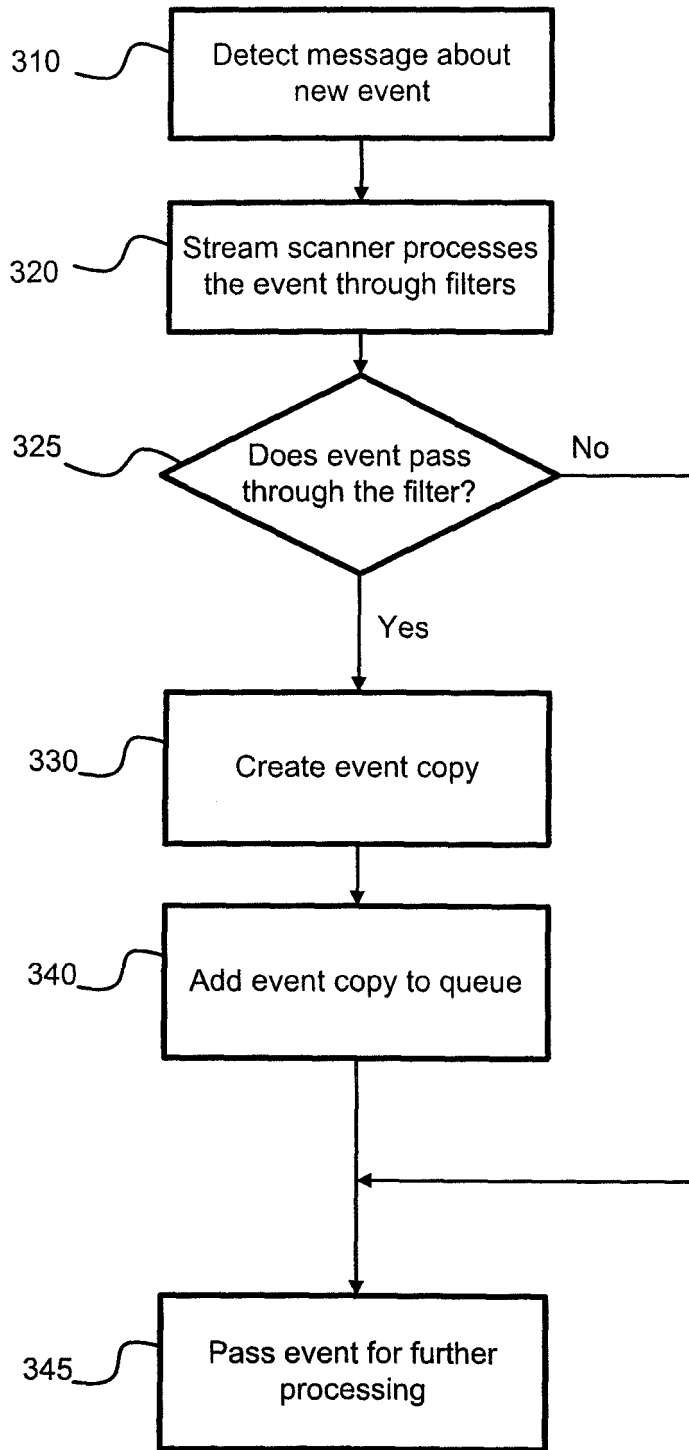 310
Detect message about
new event
320
Stream scanner processes
the event through filters
325
Does event pass
through the filter?
No
Yes
330
Create event copy
340
Add event copy to queue
345
Pass event for further
processing